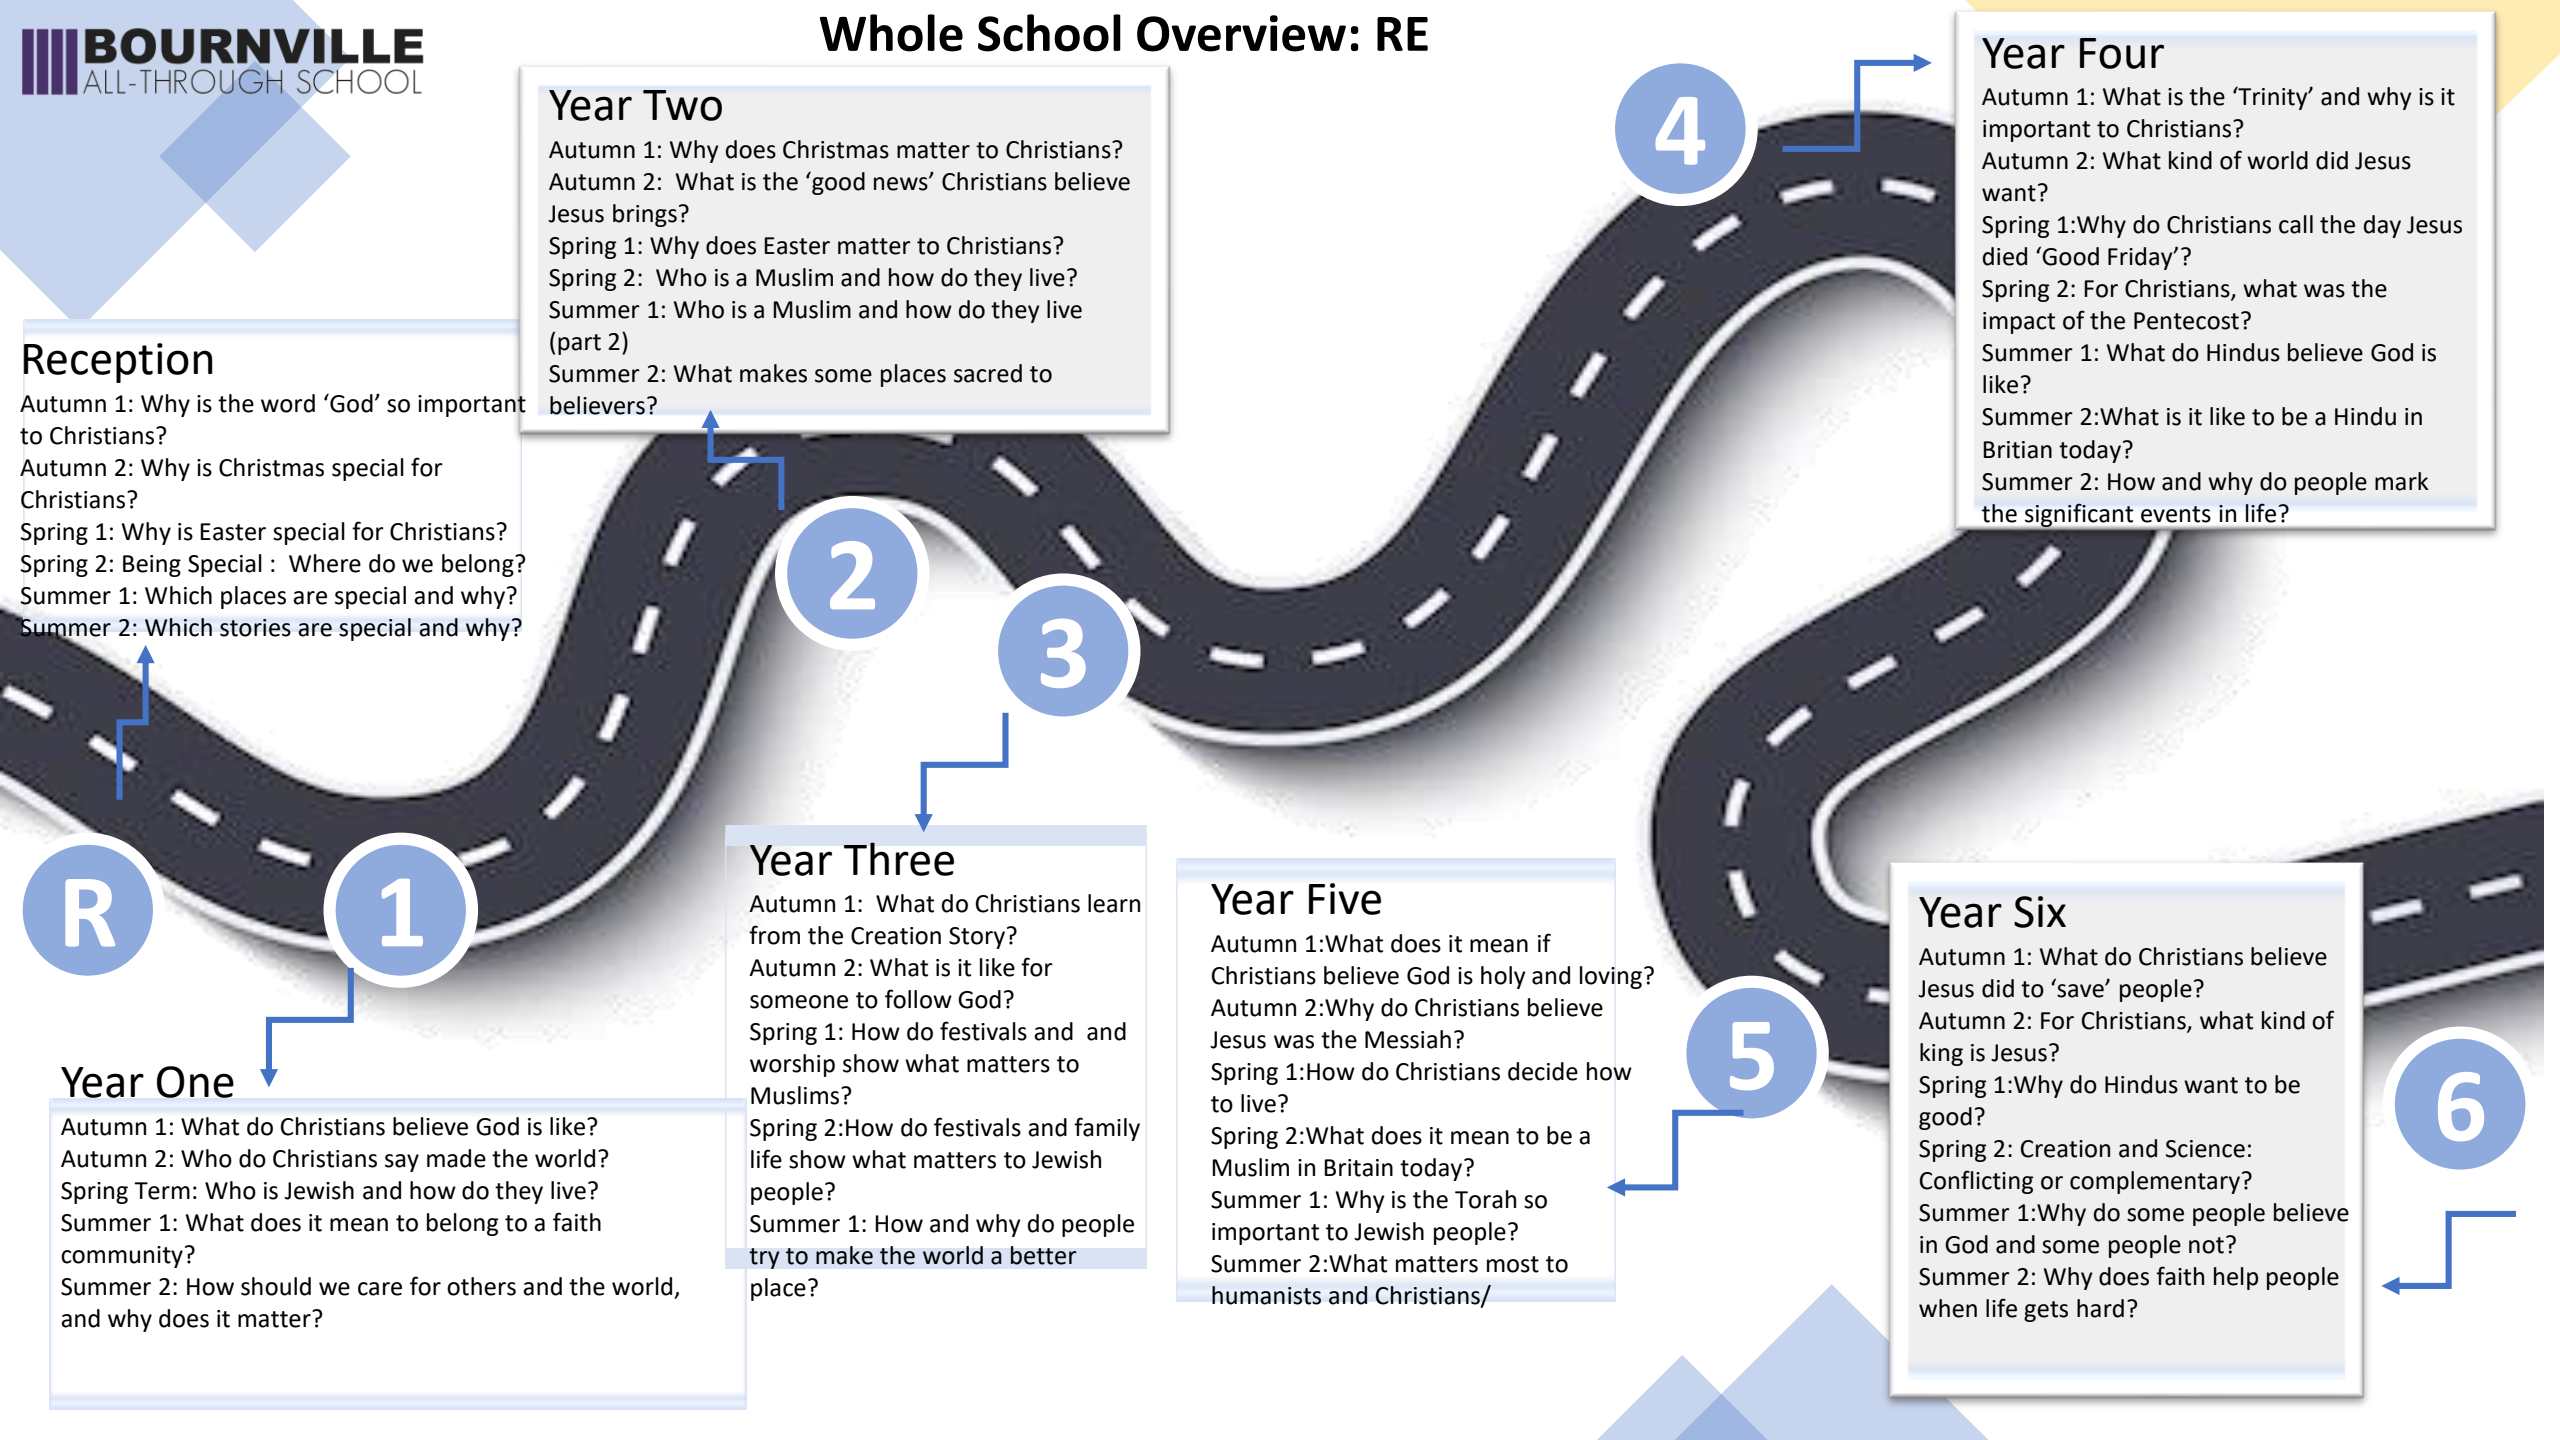 BOURNVILLE
ALL-THROUGH SCHOOL
Whole School Overview: RE
Reception
Autumn 1: Why is the word ‘God’ so important
to Christians?
Autumn 2: Why is Christmas special for
Christians?
Spring 1: Why is Easter special for Christians?
Spring 2: Being Special :  Where do we belong?
Summer 1: Which places are special and why?
Summer 2: Which stories are special and why?
R
1
Year One
Autumn 1: What do Christians believe God is like?
Autumn 2: Who do Christians say made the world?
Spring Term: Who is Jewish and how do they live?
Summer 1: What does it mean to belong to a faith
community?
Summer 2: How should we care for others and the world,
and why does it matter?
Year Two
Autumn 1: Why does Christmas matter to Christians?
Autumn 2:  What is the ‘good news’ Christians believe
Jesus brings?
Spring 1: Why does Easter matter to Christians?
Spring 2:  Who is a Muslim and how do they live?
Summer 1: Who is a Muslim and how do they live
(part 2)
Summer 2: What makes some places sacred to
believers?
2
3
Year Three
Autumn 1:  What do Christians learn
from the Creation Story?
Autumn 2: What is it like for
someone to follow God?
Spring 1: How do festivals and  and
worship show what matters to
Muslims?
Spring 2:How do festivals and family
life show what matters to Jewish
people?
Summer 1: How and why do people
try to make the world a better
place?
4
Year Four
Autumn 1: What is the ‘Trinity’ and why is it
important to Christians?
Autumn 2: What kind of world did Jesus
want?
Spring 1:Why do Christians call the day Jesus
died ‘Good Friday’?
Spring 2: For Christians, what was the
impact of the Pentecost?
Summer 1: What do Hindus believe God is
like?
Summer 2:What is it like to be a Hindu in
Britian today?
Summer 2: How and why do people mark
the significant events in life?
Year Five
Autumn 1:What does it mean if
Christians believe God is holy and loving?
Autumn 2:Why do Christians believe
Jesus was the Messiah?
Spring 1:How do Christians decide how
to live?
Spring 2:What does it mean to be a
Muslim in Britain today?
Summer 1: Why is the Torah so
important to Jewish people?
Summer 2:What matters most to
humanists and Christians/
5
Year Six
Autumn 1: What do Christians believe
Jesus did to ‘save’ people?
Autumn 2: For Christians, what kind of
king is Jesus?
Spring 1:Why do Hindus want to be
good?
Spring 2: Creation and Science:
Conflicting or complementary?
Summer 1:Why do some people believe
in God and some people not?
Summer 2: Why does faith help people
when life gets hard?
6